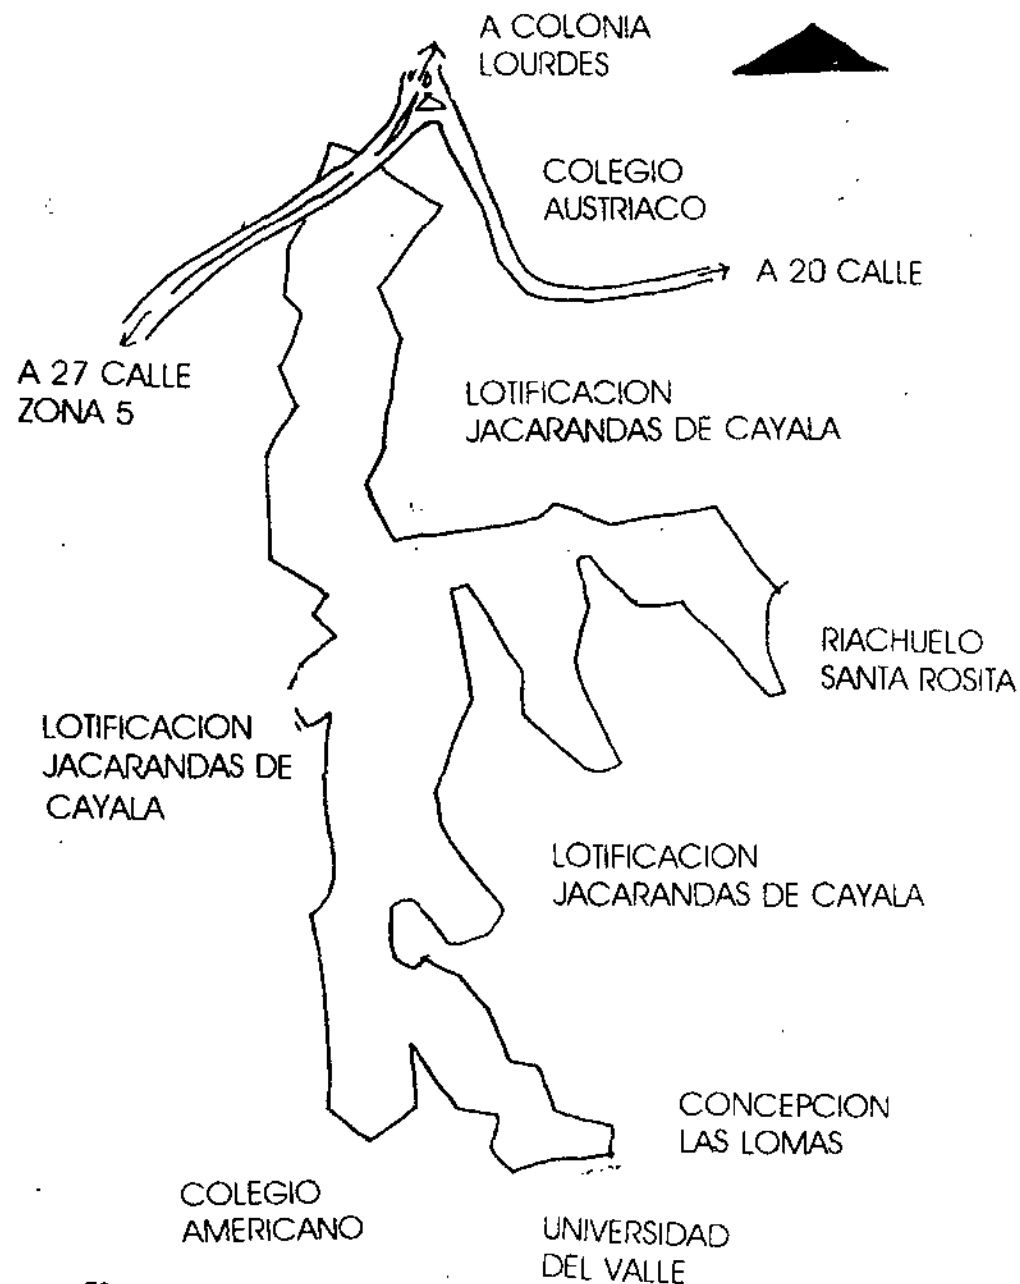 A COLONIA
LOURDES
COLEGIO
AUSTRIACO
A 20 CALLE
A 27 CALLE
ZONA 5
LOTIFICACION
JACARANDAS DE CAYALA
RIACHUELO
SANTA ROSITA
LOTIFICACION
JACARANDAS DE
CAYALA
LOTIFICACION
JACARANDAS DE CAYALA
CONCEPCION
LAS LOMAS
COLEGIO
AMERICANO
UNIVERSIDAD
DEL VALLE